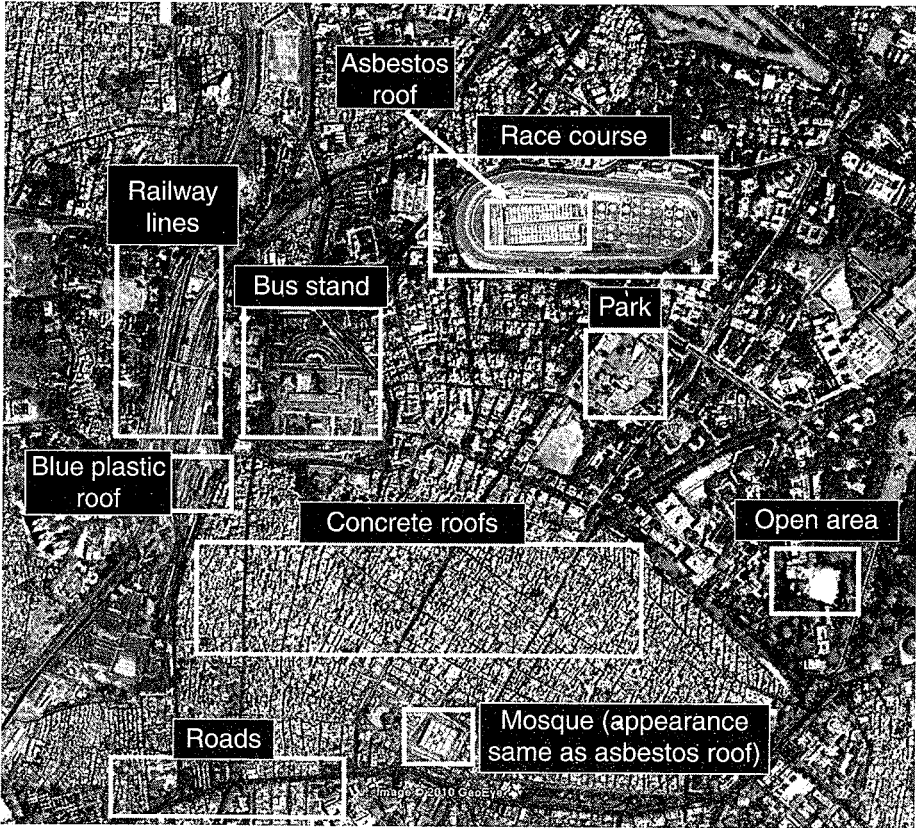 Asbestos
roof
Race course
Railway
lines
Bus stand
Park
Blue plastic
roof
Concrete roofs
Open area
Mosque (appearance
same as asbestos roof)
Roads
Image © 2010 GeoEye